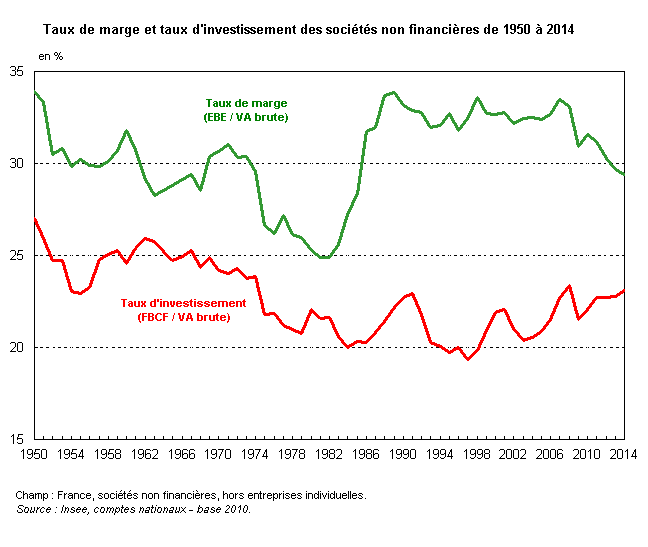 Taux de marge et taux d'investissement des sociétés non financières de 1950 à 2014
en %
35
Taux de marge
(EBE / VA brute)
30
25
Taux d'investissement
(FBCF / VA brute)
20
15
1950 1954 1958 1962 1966 1970 1974 1978 1982 1986 1990 1994 1998 2002 2006 2010 2014
Champ : France, sociétés non financières, hors entreprises individuelles.
Source : Insee, comptes nationaux - base 2010.